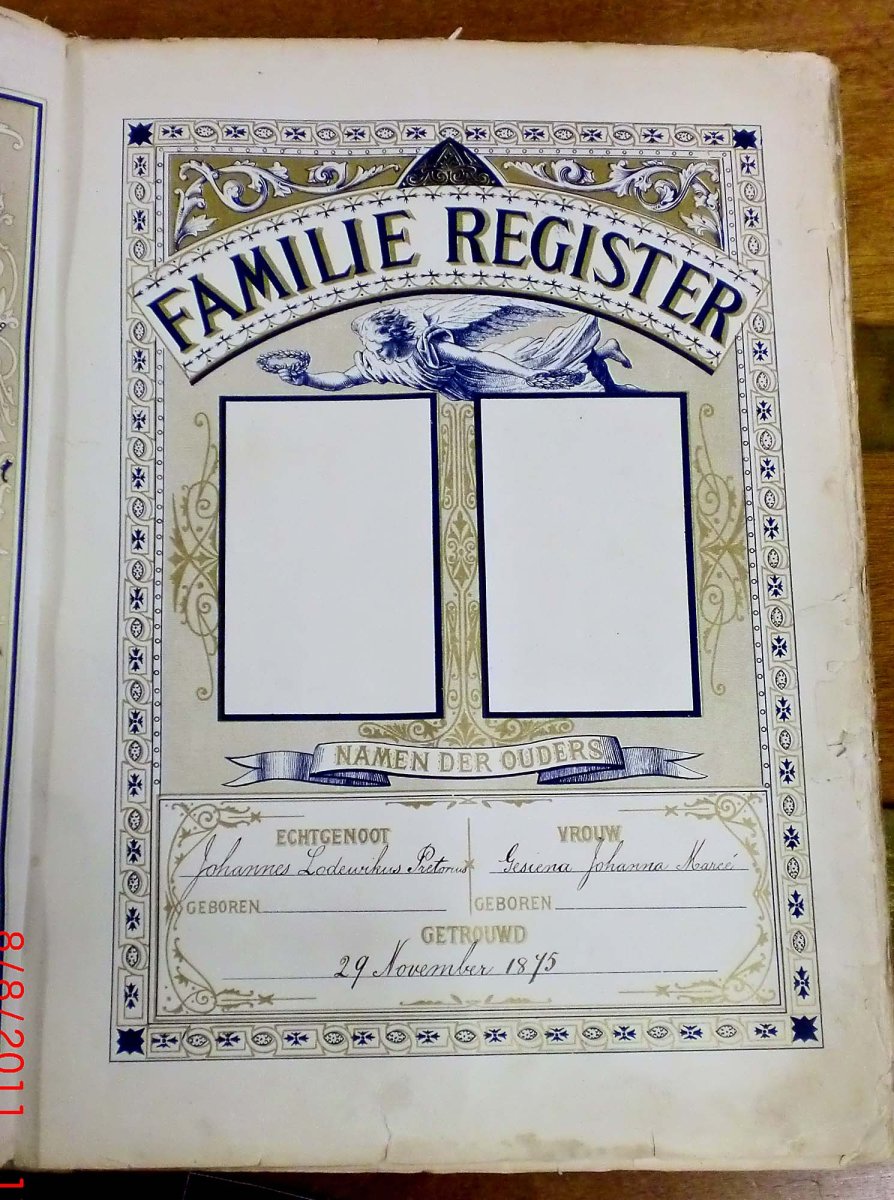 FAMILIE REGISTER
NAMEN DER OUDERS
ECHTGENOOT
Johannes Lodewikus Pretorius
VROUW
Gesiena Johanna Marcé
GEBOREN
GEBOREN
GETROUWD
29 November 1875
8/8/2011